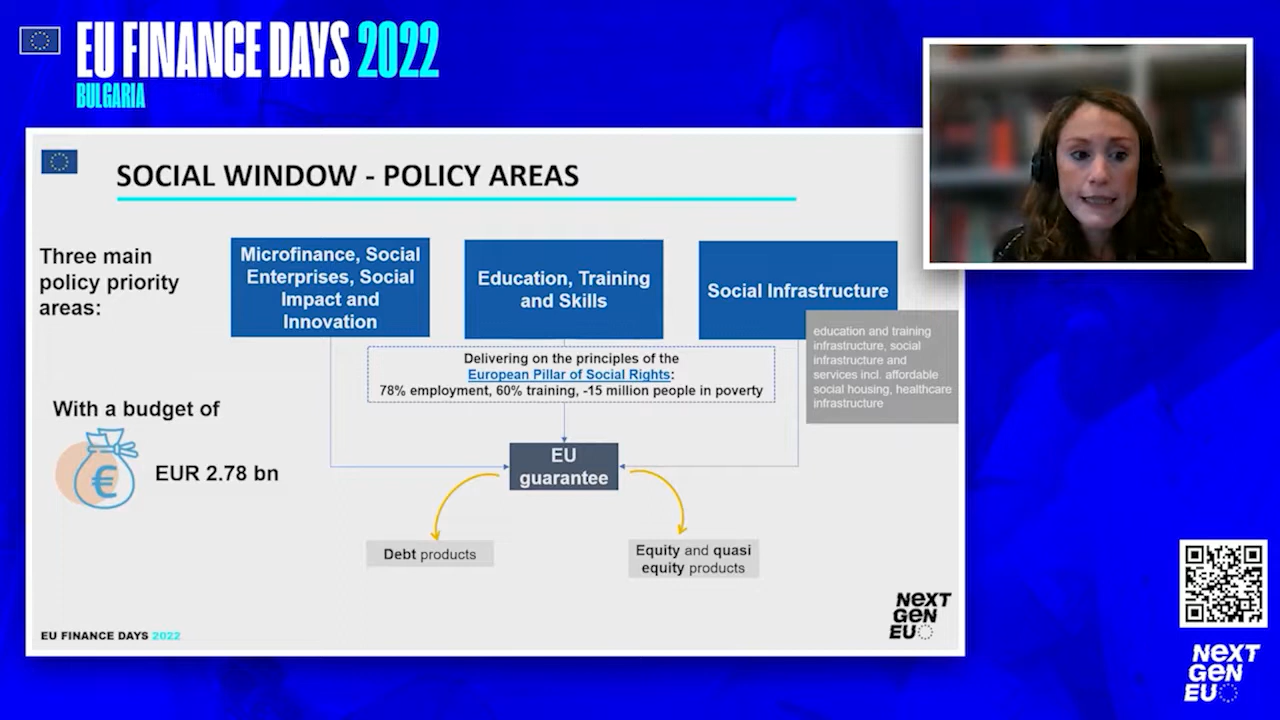 EU FINANCE DAYS 2022
BULGARIA
SOCIAL WINDOW - POLICY AREAS
Three main
policy priority
areas:
Microfinance, Social
Enterprises, Social
Impact and
Innovation
Education, Training
and Skills
Social Infrastructure
education and training
infrastructure, social
infrastructure and
services incl. affordable
social housing, healthcare
infrastructure
Delivering on the principles of the
European Pillar of Social Rights:
78% employment, 60% training, -15 million people in poverty
With a budget of
€
EUR 2.78 bn
EU
guarantee
Debt products
Equity and quasi
equity products
NEXT
GEN
EU
EU FINANCE DAYS 2022
NEXT
GEN
EU